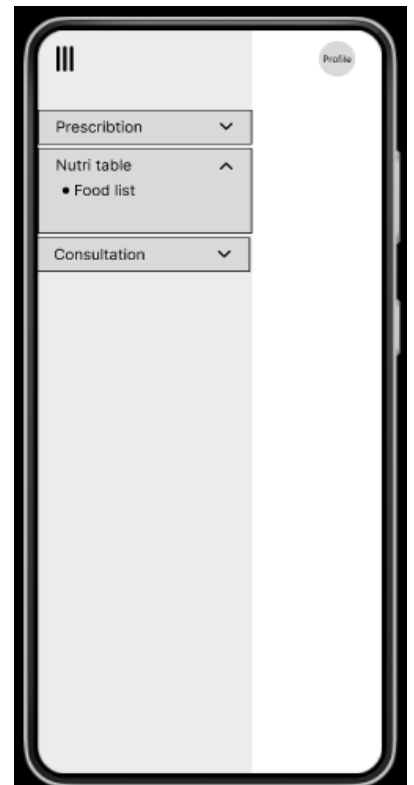 Profile
Prescribtion
Nutri table
• Food list
Consultation